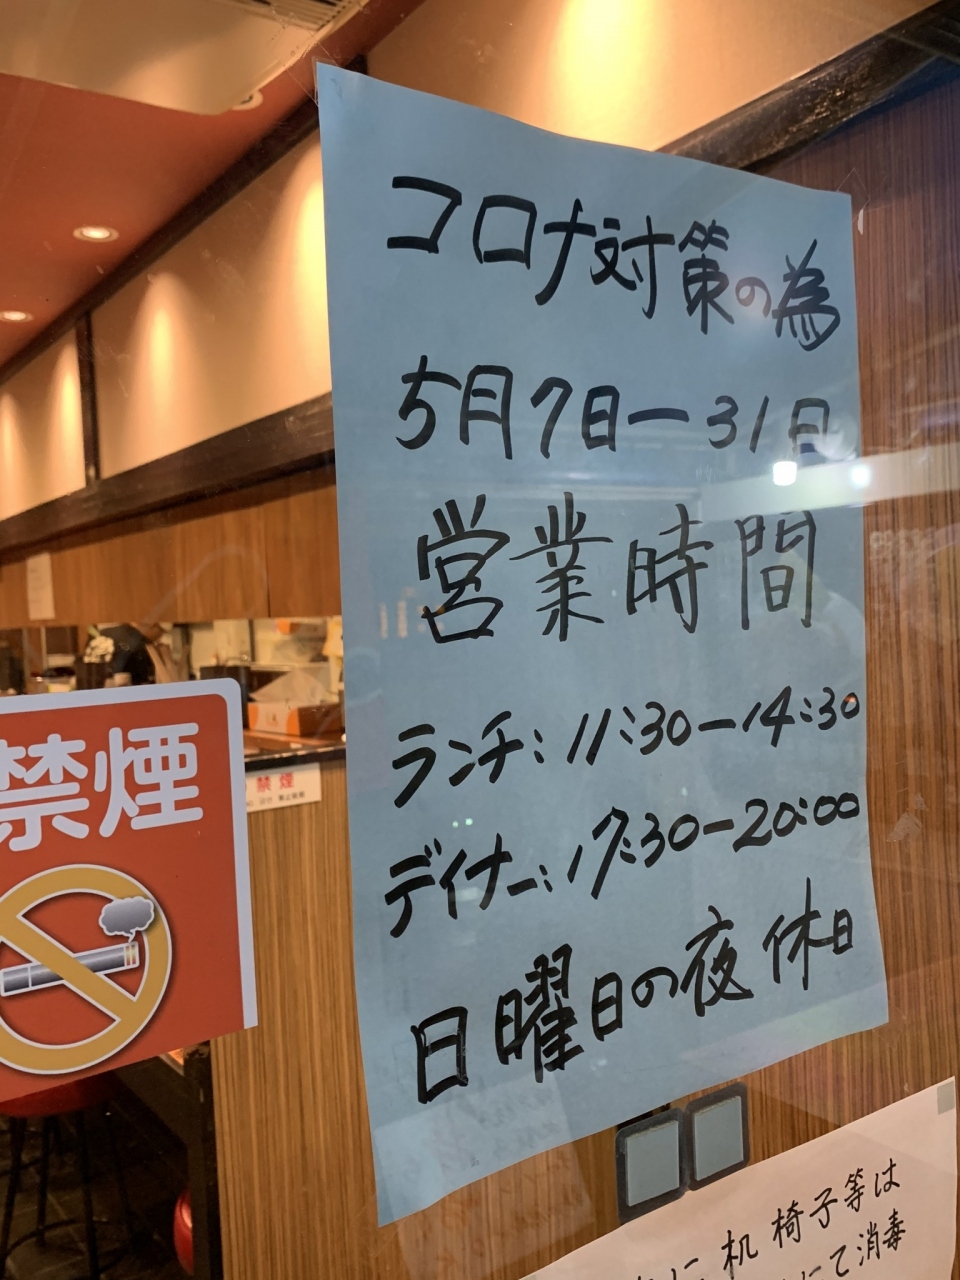 コロナ対策の為
5月7日ー31日
営業時間
ランチ:11:30ー14:30
ディナー:17:30ー20:00
日曜日の夜休日
禁煙
禁煙
に机椅子等は
にて消毒